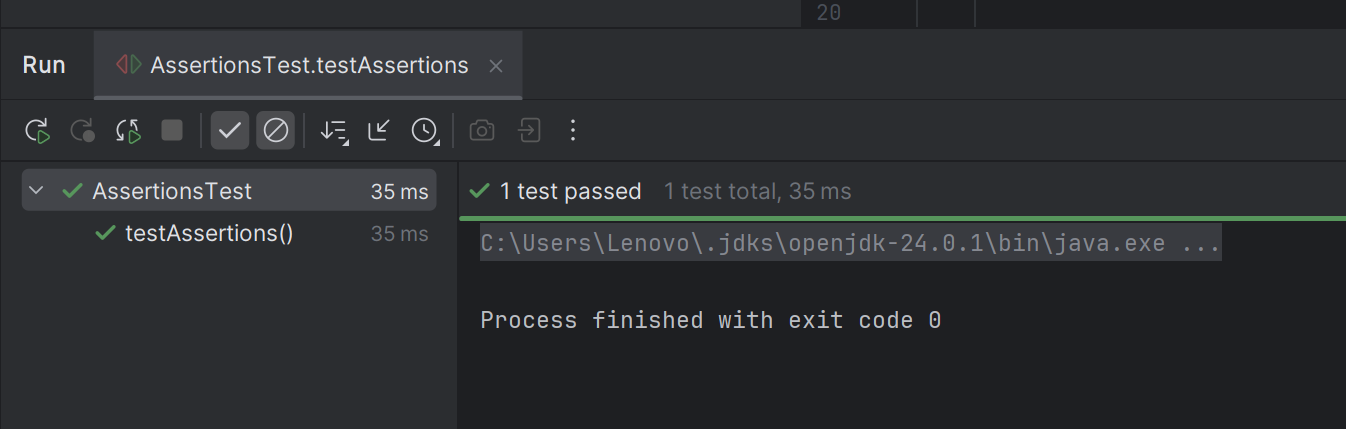 20
Run AssertionsTest.testAssertions
AssertionsTest 35 ms
testAssertions() 35 ms
1 test passed 1 test total, 35 ms
C:\Users\Lenovo\.jdks\openjdk-24.0.1\bin\java.exe ...
Process finished with exit code 0